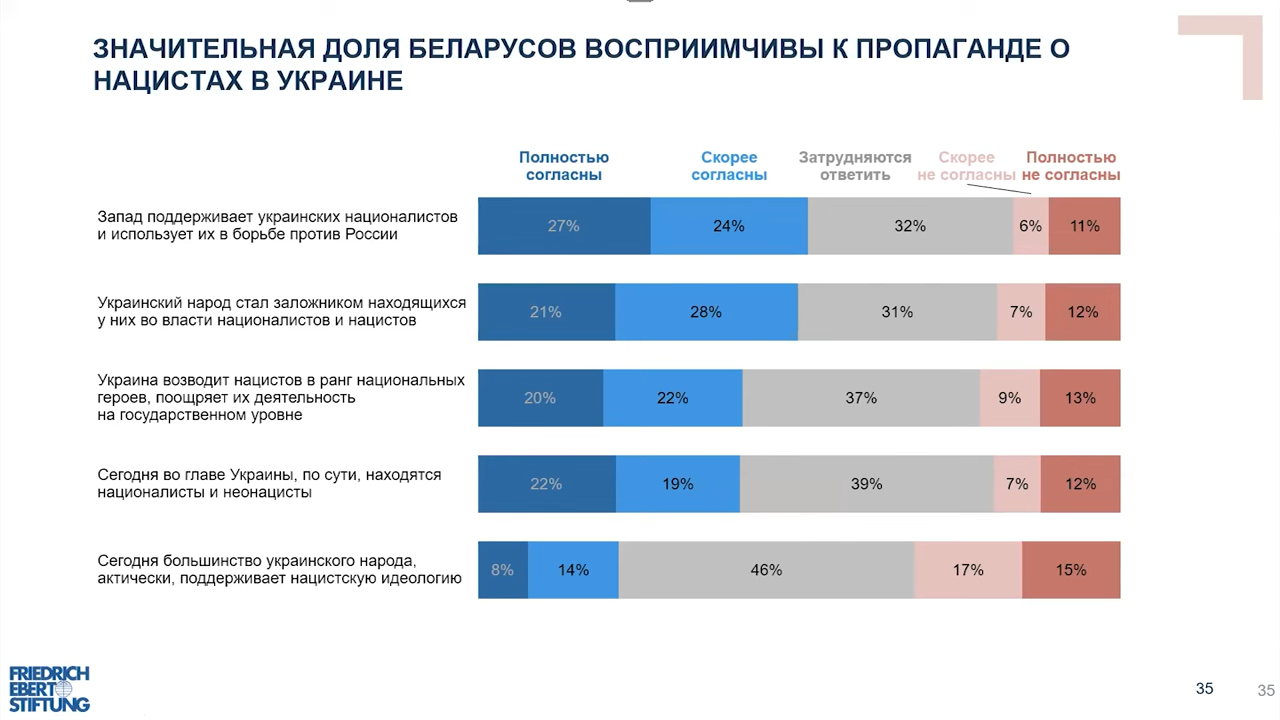 ЗНАЧИТЕЛЬНАЯ ДОЛЯ БЕЛАРУСОВ ВОСПРИИМЧИВЫ К ПРОПАГАНДЕ О
НАЦИСТАХ В УКРАИНЕ
Полностью
согласны
Скорее
согласны
Затрудняются
ответить
Скорее
не согласны
Полностью
не согласны
Запад поддерживает украинских националистов
и использует их в борьбе против России
27% 24% 32% 6% 11%
Украинский народ стал заложником находящихся
у них во власти националистов и нацистов
21% 28% 31% 7% 12%
Украина возводит нацистов в ранг национальных
героев, поощряет их деятельность
на государственном уровне
20% 22% 37% 9% 13%
Сегодня во главе Украины, по сути, находятся
националисты и неонацисты
22% 19% 39% 7% 12%
Сегодня большинство украинского народа,
актически, поддерживает нацистскую идеологию
8% 14% 46% 17% 15%
FRIEDRICH
EBERT
STIFTUNG
35
35